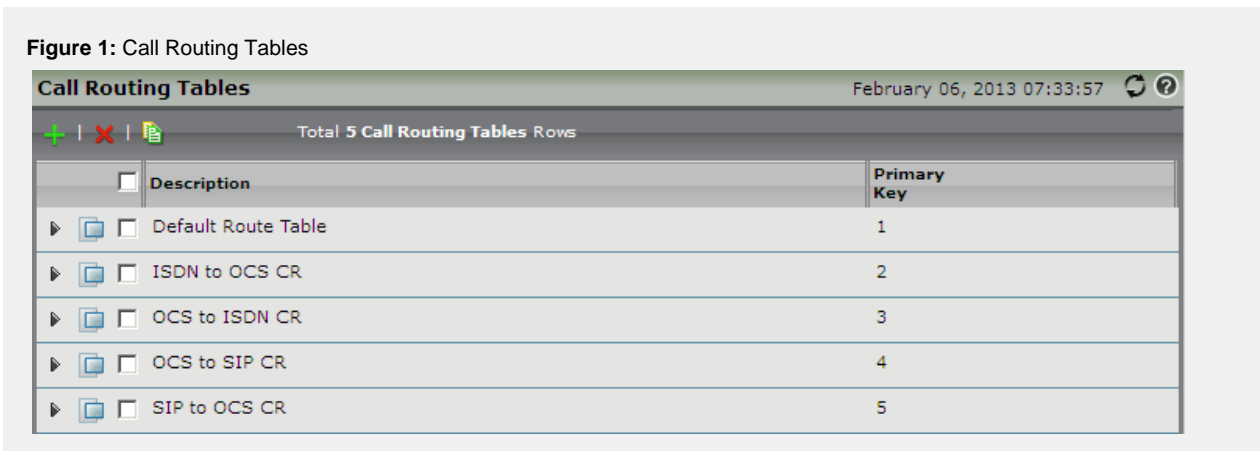 Figure 1: Call Routing Tables
Call Routing Tables February 06, 2013 07:33:57
Total 5 Call Routing Tables Rows
Description Primary Key
Default Route Table 1
ISDN to OCS CR 2
OCS to ISDN CR 3
OCS to SIP CR 4
SIP to OCS CR 5